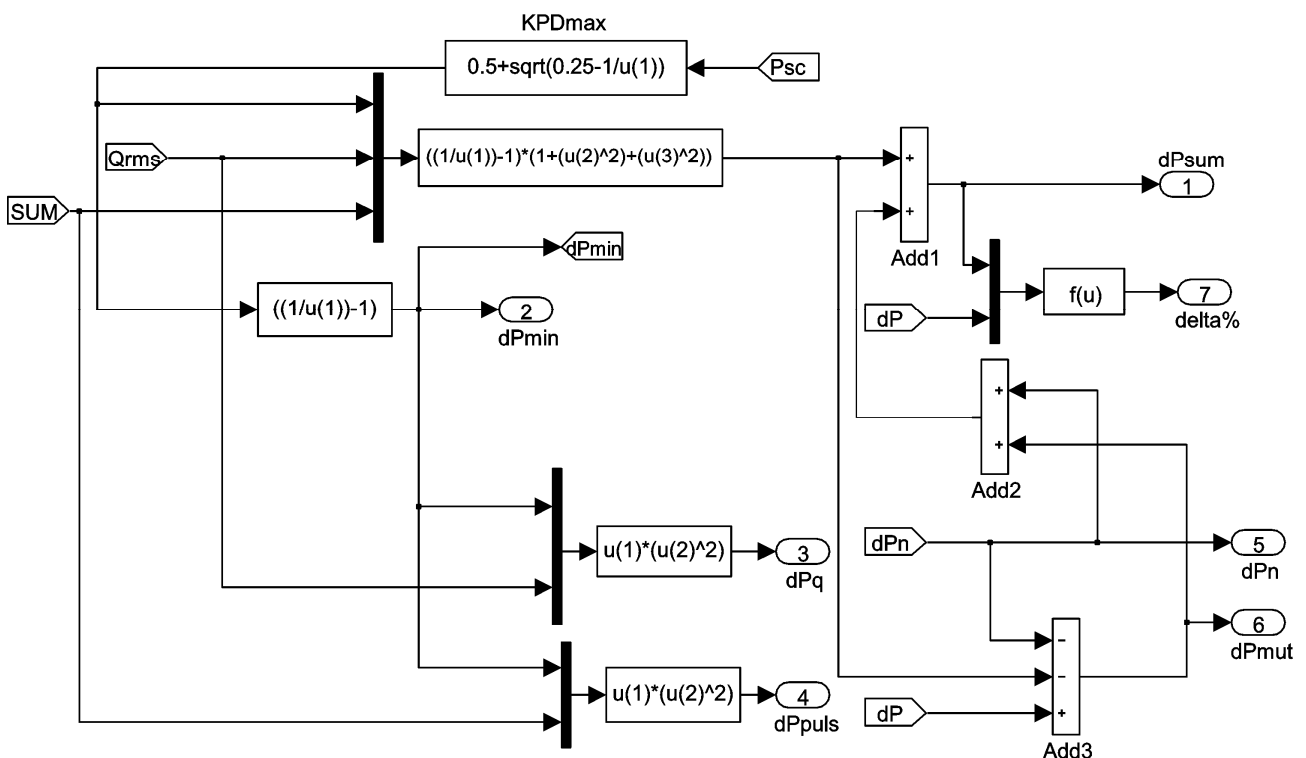 KPDmax
0.5+sqrt(0.25-1/u(1))
Psc
Qrms
((1/u(1))-1)*(1+(u(2)^2)+(u(3)^2))
+
dPsum
1
SUM
+
dPmin
Add1
((1/u(1))-1)
2
dPmin
dP
f(u)
7
delta%
+
+
Add2
u(1)*(u(2)^2)
3
dPq
dPn
5
dPn
6
dPmut
−
−
u(1)*(u(2)^2)
4
dPpuls
dP
+
Add3